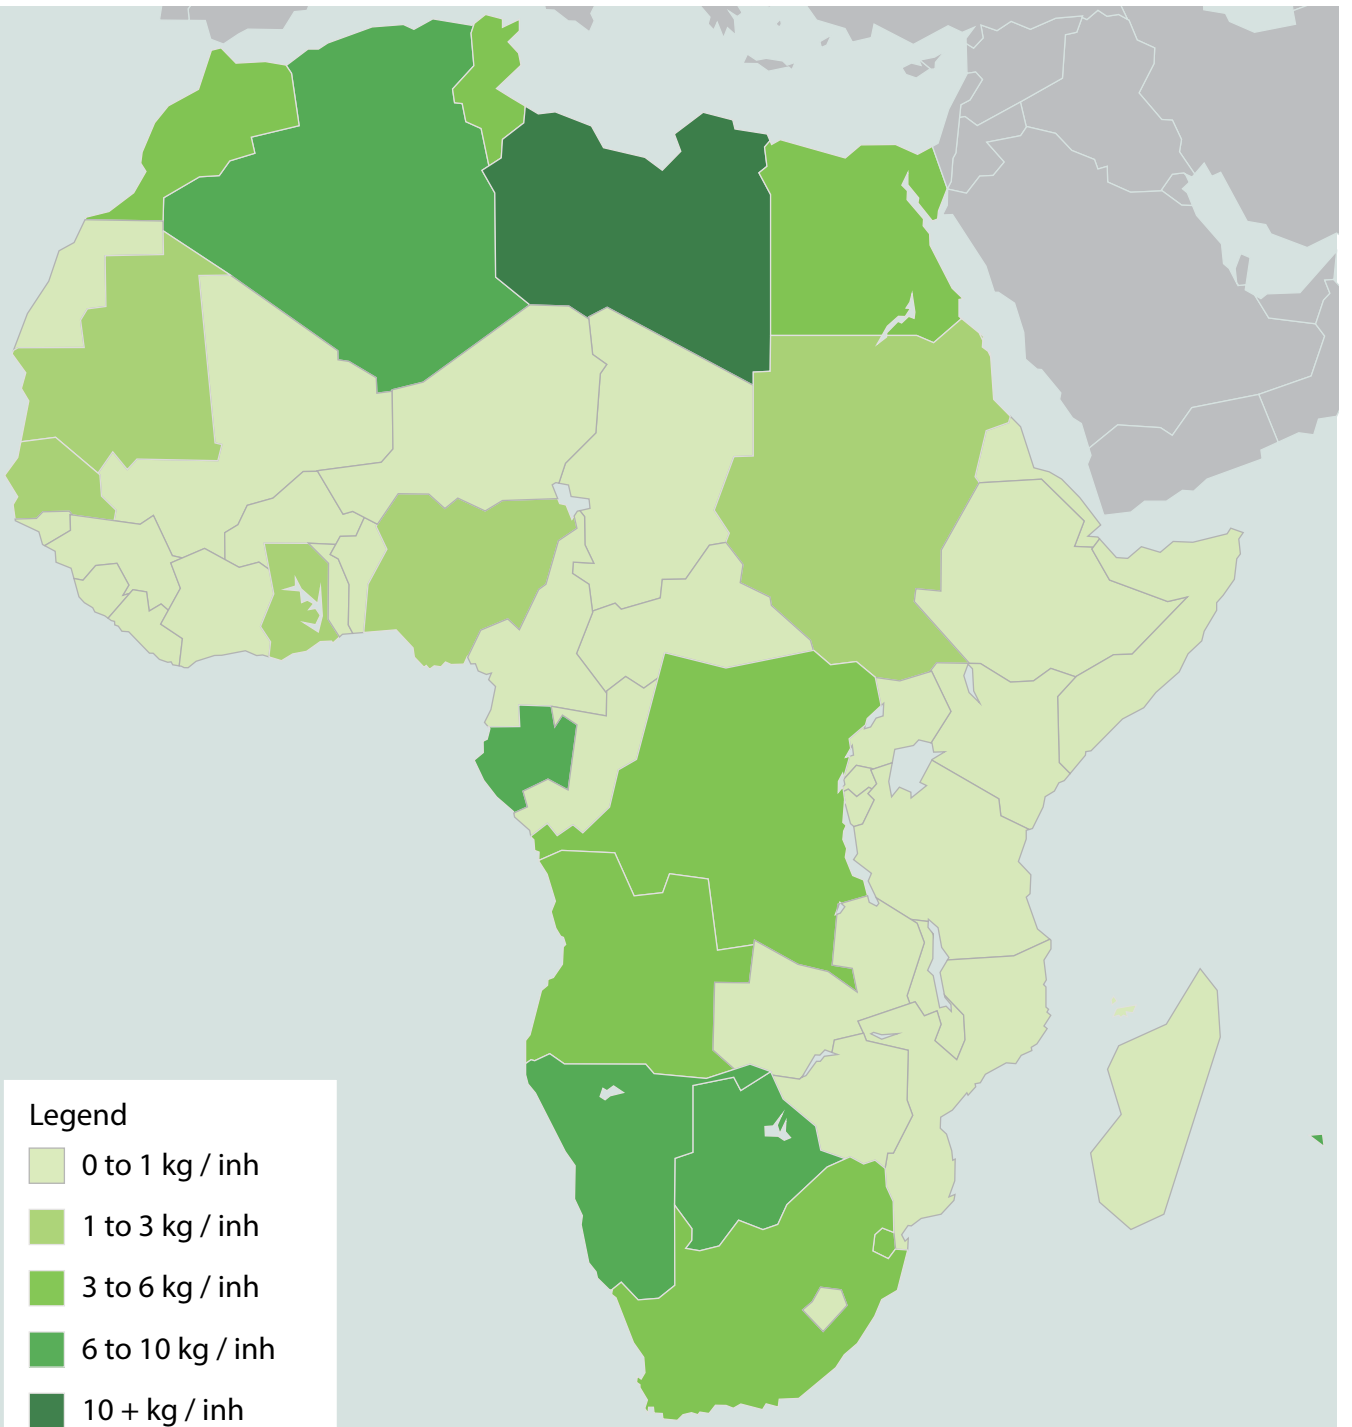 Legend
0 to 1 kg / inh
1 to 3 kg / inh
3 to 6 kg / inh
6 to 10 kg / inh
10 + kg / inh